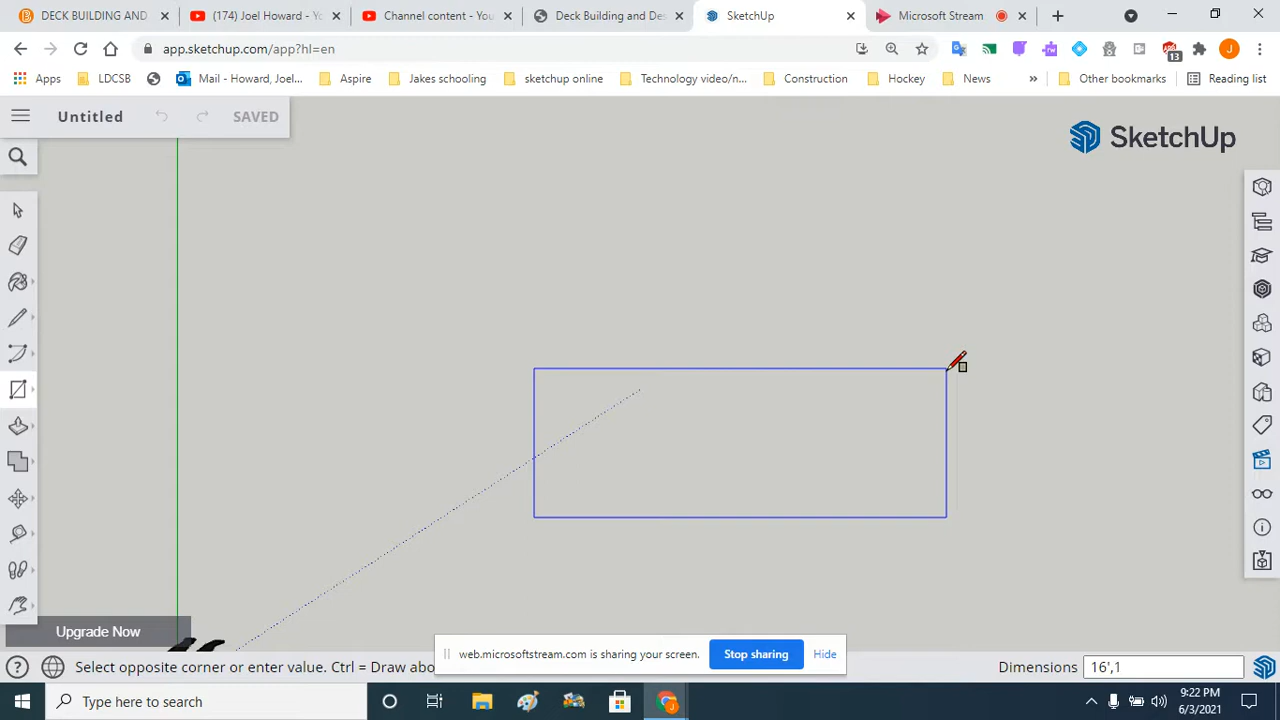 DECK BUILDING AND
(174) Joel Howard - Yo
Channel content - You
Deck Building and Des
SketchUp
Microsoft Stream
app.sketchup.com/app?hl=en
13
J
Apps
LDCSB
Mail - Howard, Joel...
Aspire
Jakes schooling
sketchup online
Technology video/n...
Construction
Hockey
News
»
Other bookmarks
Reading list
Untitled
SAVED
SketchUp
Upgrade Now
web.microsoftstream.com is sharing your screen.
Stop sharing
Hide
Select opposite corner or enter value. Ctrl = Draw abo
Dimensions
16',1
Type here to search
9:22 PM
6/3/2021